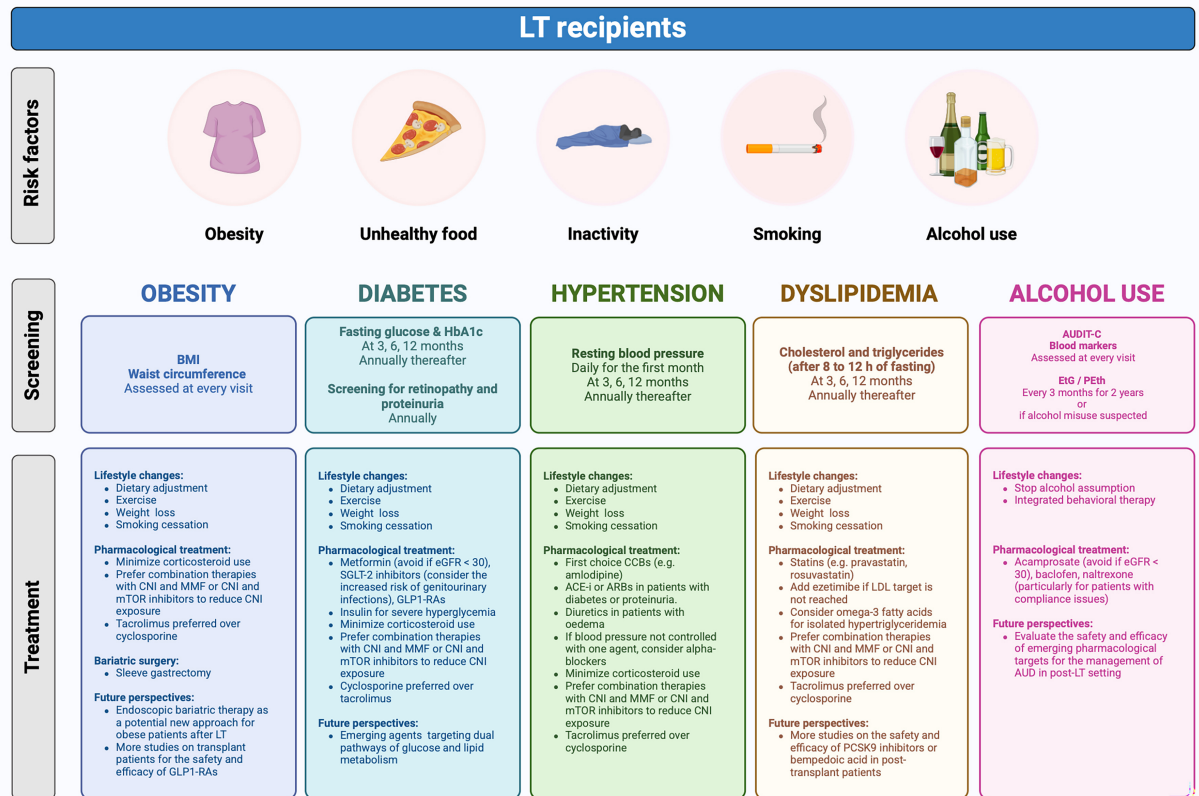 LT recipients
Risk factors
Obesity
Unhealthy food
Inactivity
Smoking
Alcohol use
Screening
OBESITY
BMI
Waist circumference
Assessed at every visit
DIABETES
Fasting glucose & HbA1c
At 3, 6, 12 months
Annually thereafter
Screening for retinopathy and
proteinuria
Annually
HYPERTENSION
Resting blood pressure
Daily for the first month
At 3, 6, 12 months
Annually thereafter
DYSLIPIDEMIA
Cholesterol and triglycerides
(after 8 to 12 h of fasting)
At 3, 6, 12 months
Annually thereafter
ALCOHOL USE
AUDIT-C
Blood markers
Assessed at every visit
EtG / PEth
Every 3 months for 2 years
or
if alcohol misuse suspected
Treatment
Lifestyle changes:
• Dietary adjustment
• Exercise
• Weight loss
• Smoking cessation
Pharmacological treatment:
• Minimize corticosteroid use
• Prefer combination therapies
with CNI and MMF or CNI and
mTOR inhibitors to reduce CNI
exposure
• Tacrolimus preferred over
cyclosporine
Bariatric surgery:
• Sleeve gastrectomy
Future perspectives:
• Endoscopic bariatric therapy as
a potential new approach for
obese patients after LT
• More studies on transplant
patients for the safety and
efficacy of GLP1-RAs
Lifestyle changes:
• Dietary adjustment
• Exercise
• Weight loss
• Smoking cessation
Pharmacological treatment:
• Metformin (avoid if eGFR < 30),
SGLT-2 inhibitors (consider the
increased risk of genitourinary
infections), GLP1-RAs
• Insulin for severe hyperglycemia
• Minimize corticosteroid use
• Prefer combination therapies
with CNI and MMF or CNI and
mTOR inhibitors to reduce CNI
exposure
• Cyclosporine preferred over
tacrolimus
Future perspectives:
• Emerging agents targeting dual
pathways of glucose and lipid
metabolism
Lifestyle changes:
• Dietary adjustment
• Exercise
• Weight loss
• Smoking cessation
Pharmacological treatment:
• First choice CCBs (e.g.
amlodipine)
• ACE-i or ARBs in patients with
diabetes or proteinuria.
• Diuretics in patients with
oedema
• If blood pressure not controlled
with one agent, consider alpha-
blockers
• Minimize corticosteroid use
• Prefer combination therapies
with CNI and MMF or CNI and
mTOR inhibitors to reduce CNI
exposure
• Tacrolimus preferred over
cyclosporine
Lifestyle changes:
• Dietary adjustment
• Exercise
• Weight loss
• Smoking cessation
Pharmacological treatment:
• Statins (e.g. pravastatin,
rosuvastatin)
• Add ezetimibe if LDL target is
not reached
• Consider omega-3 fatty acids
for isolated hypertriglyceridemia
• Prefer combination therapies
with CNI and MMF or CNI and
mTOR inhibitors to reduce CNI
exposure
• Tacrolimus preferred over
cyclosporine
Future perspectives:
• More studies on the safety and
efficacy of PCSK9 inhibitors or
bempedoic acid in post-
transplant patients
Lifestyle changes:
• Stop alcohol assumption
• Integrated behavioral therapy
Pharmacological treatment:
• Acamprosate (avoid if eGFR <
30), baclofen, naltrexone
(particularly for patients with
compliance issues)
Future perspectives:
• Evaluate the safety and efficacy
of emerging pharmacological
targets for the management of
AUD in post-LT setting